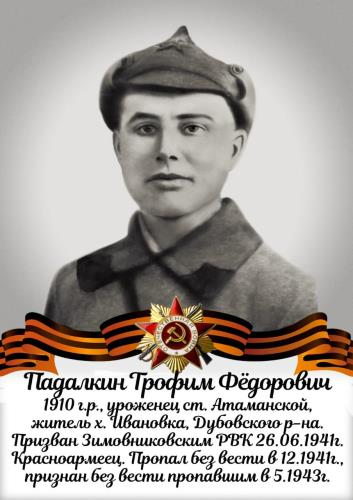 Падалкин Трофим Фёдорович
1910 г.р., уроженец ст. Атаманской,
житель х. Ивановка, Дубовского р-на.
Призван Зимовниковским РВК 26.06.1941г.
Красноармеец. Пропал без вести в 12.1941г.,
признан без вести пропавшим в 5.1943г.